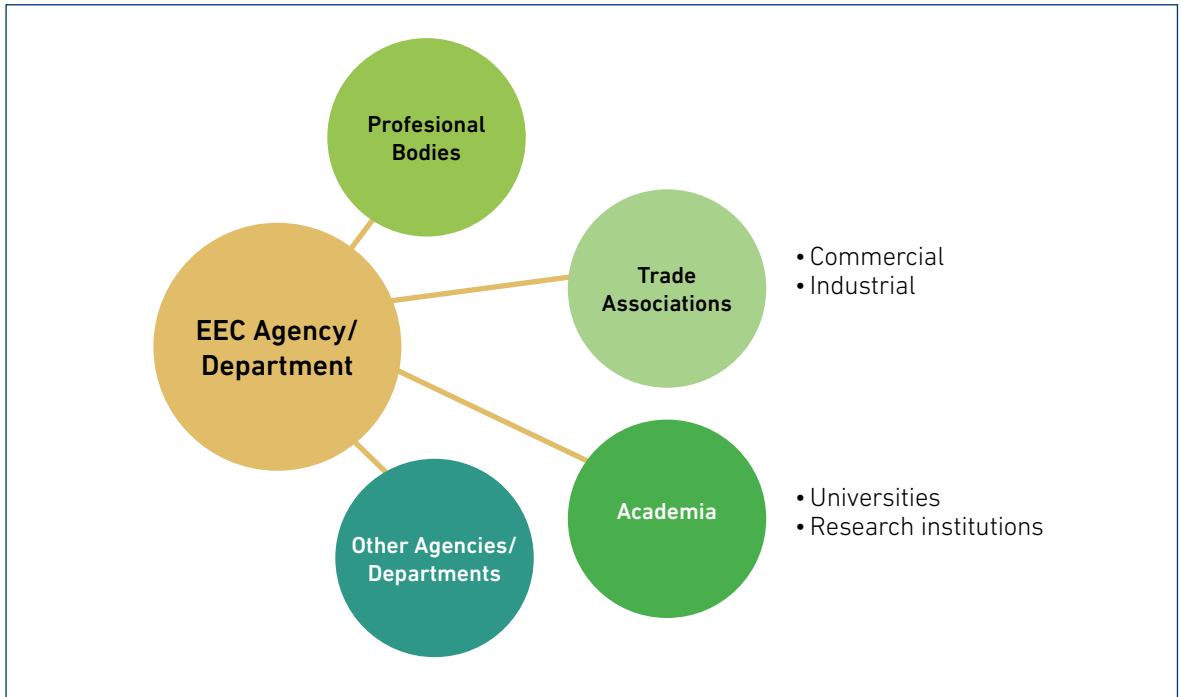 Profesional
Bodies
Trade
Associations
• Commercial
• Industrial
EEC Agency/
Department
Academia
• Universities
• Research institutions
Other Agencies/
Departments